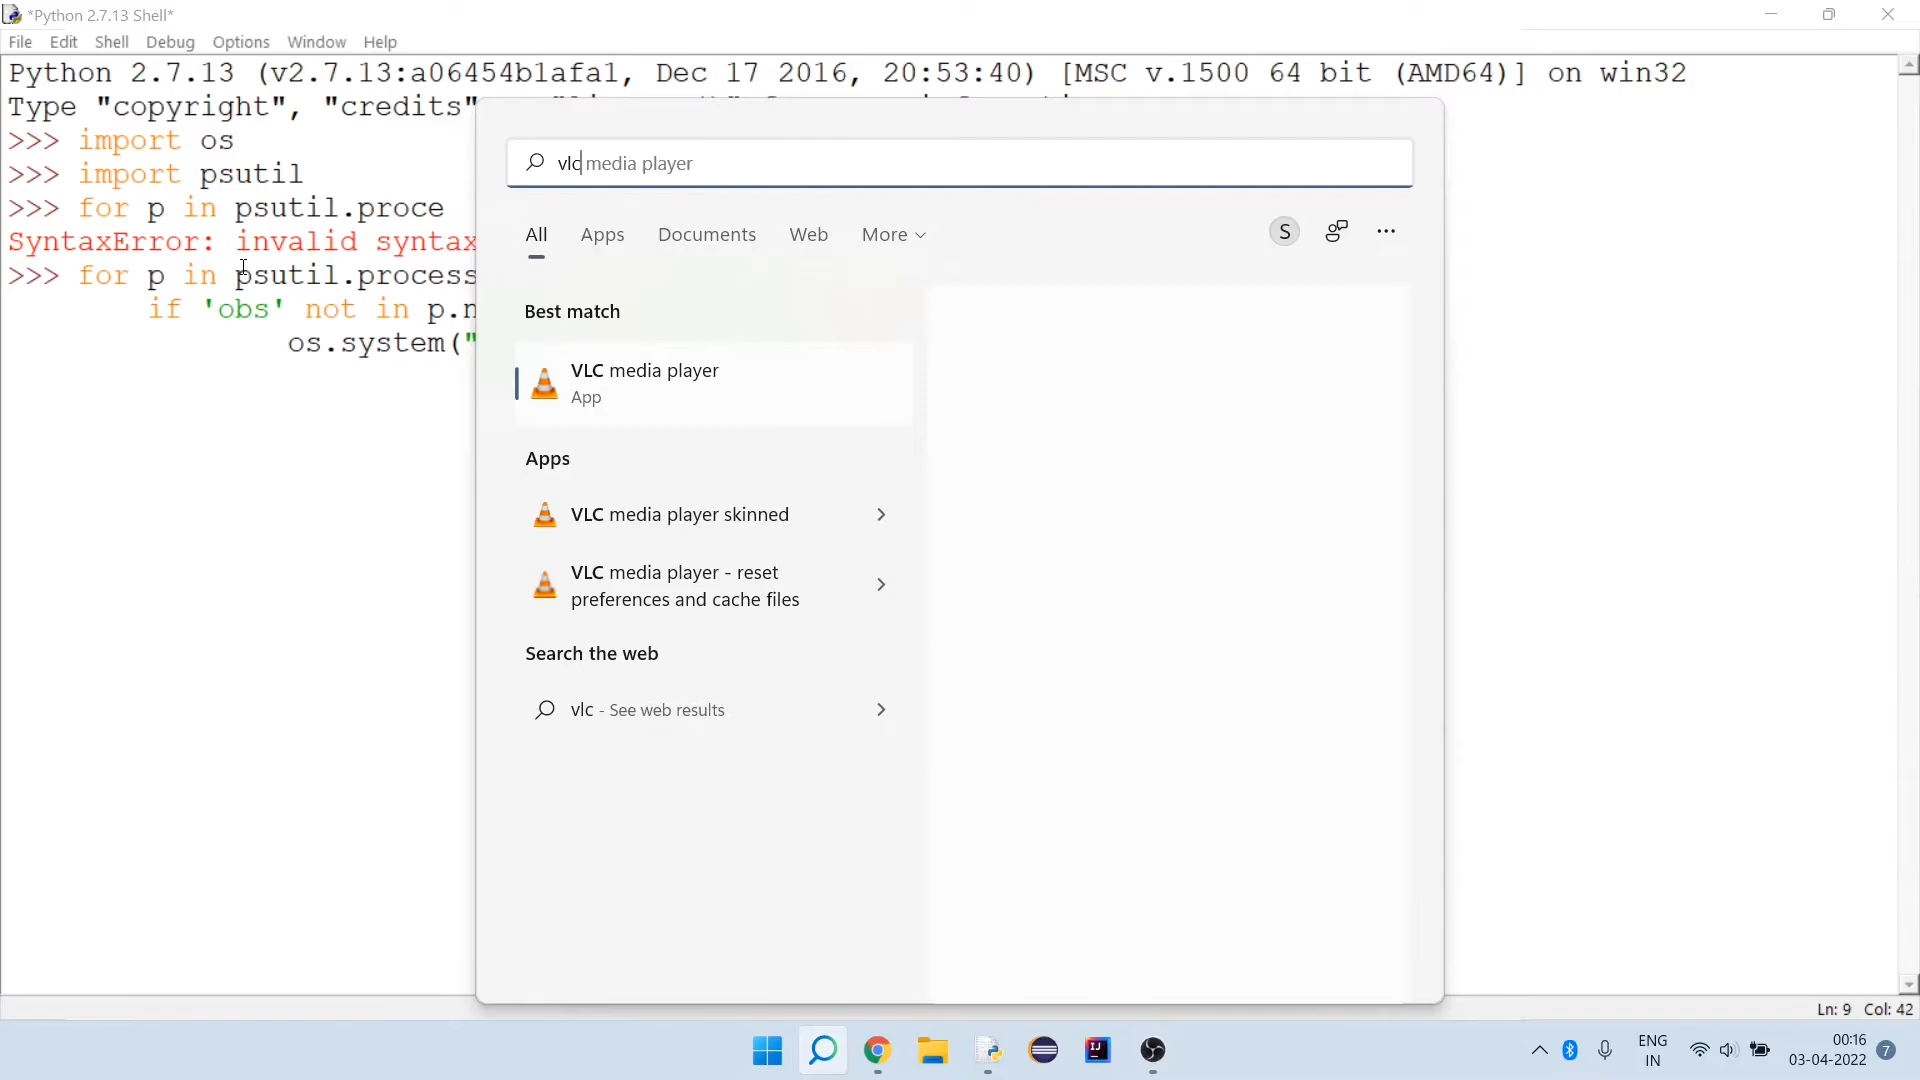 *Python 2.7.13 Shell*
File Edit Shell Debug Options Window Help
Python 2.7.13 (v2.7.13:a06454b1afa1, Dec 17 2016, 20:53:40) [MSC v.1500 64 bit (AMD64)] on win32
Type "copyright", "credits"
>>> import os
>>> import psutil
>>> for p in psutil.proce
SyntaxError: invalid syntax
>>> for p in psutil.process
if 'obs' not in p.n
os.system("
vlc media player
All Apps Documents Web More
S
Best match
VLC media player
App
Apps
VLC media player skinned
VLC media player - reset
preferences and cache files
Search the web
vlc - See web results
Ln: 9 Col: 42
IJ
ENG
IN
00:16
03-04-2022
7